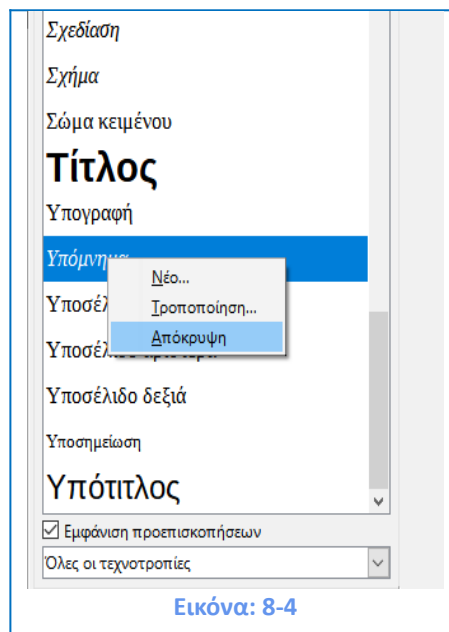 Σχεδίαση
Σχήμα
Σώμα κειμένου
Τίτλος
Υπογραφή
Υπόμνημα
Νέο...
Τροποποίηση...
Απόκρυψη
Υποσέλιδο δεξιά
Υποσημείωση
Υπότιτλος
Εμφάνιση προεπισκοπήσεων
Όλες οι τεχνοτροπίες
Εικόνα: 8-4